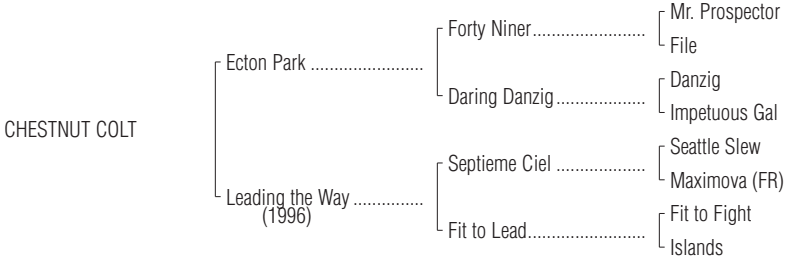 Mr. Prospector
Forty Niner........................
File
Ecton Park ........................
Danzig
Daring Danzig...................
Impetuous Gal
CHESTNUT COLT
Seattle Slew
Septieme Ciel ...................
Maximova (FR)
Leading the Way ...............
(1996)
Fit to Fight
Fit to Lead.........................
Islands